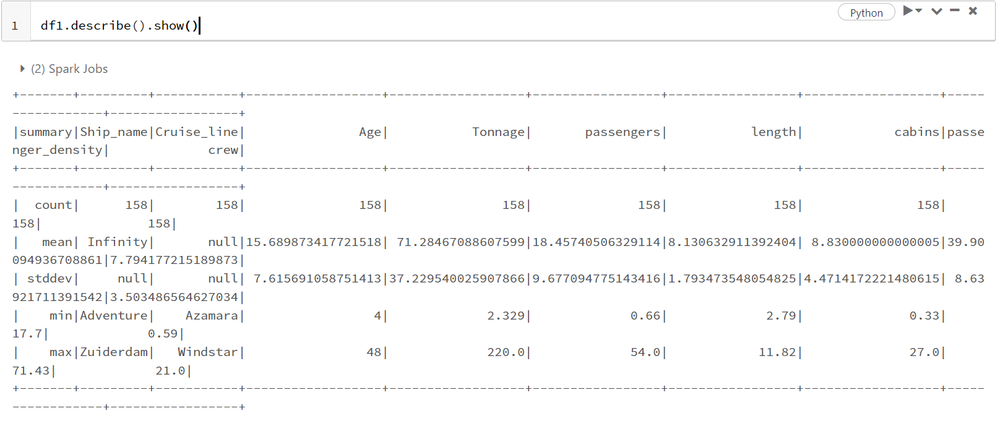 Python
1 df1.describe().show()
(2) Spark Jobs
+-------+---------+-----------+------------------+------------------+-----------------+-----------------+------------------+-----
------------+-----------------+
|summary|Ship_name|Cruise_line|               Age|           Tonnage|       passengers|           length|            cabins|passe
nger_density|             crew|
+-------+---------+-----------+------------------+------------------+-----------------+-----------------+------------------+-----
------------+-----------------+
|  count|      158|        158|               158|               158|              158|              158|               158|
158|              158|
|   mean| Infinity|       null|15.689873417721518| 71.28467088607599|18.45740506329114|8.130632911392404| 8.830000000000005|39.90
094936708861|7.794177215189873|
| stddev|     null|       null| 7.615691058751413|37.229540025907866|9.677094775143416|1.793473548054825|4.4714172221480615| 8.63
921711391542|3.503486564627034|
|    min|Adventure|    Azamara|                 4|             2.329|             0.66|             2.79|              0.33|
17.7|             0.59|
|    max|Zuiderdam|   Windstar|                48|             220.0|             54.0|            11.82|              27.0|
71.43|             21.0|
+-------+---------+-----------+------------------+------------------+-----------------+-----------------+------------------+-----
------------+-----------------+